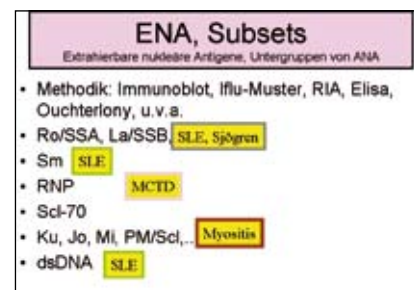 ENA, Subsets
Extrahierbare nukleäre Antigene, Untergruppen von ANA
• Methodik: Immunoblot, Iflu-Muster, RIA, Elisa,
Ouchterlony, u.v.a.
• Ro/SSA, La/SSB, SLE, Sjögren
• Sm SLE
• RNP MCTD
• Scl-70
• Ku, Jo, Mi, PM/Scl,.. Myositis
• dsDNA SLE